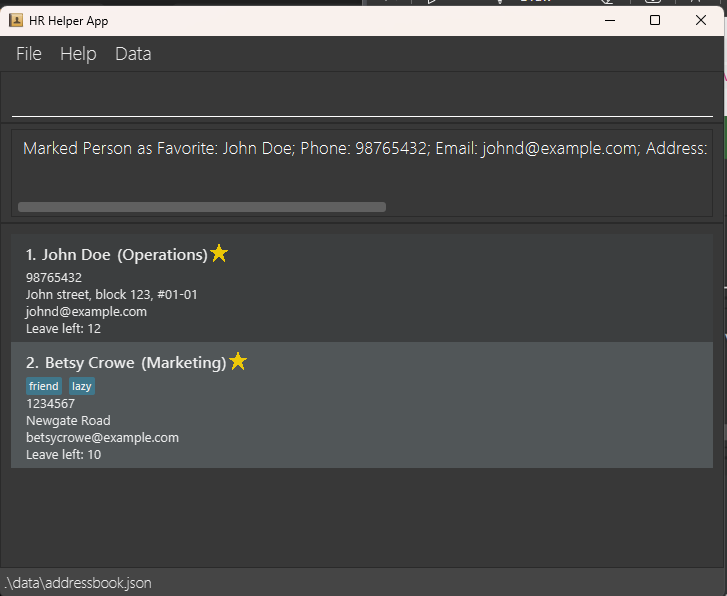 HR Helper App
File Help Data
Marked Person as Favorite: John Doe; Phone: 98765432; Email: johnd@example.com; Address:
1. John Doe (Operations)
98765432
John street, block 123, #01-01
johnd@example.com
Leave left: 12
2. Betsy Crowe (Marketing)
friend lazy
1234567
Newgate Road
betsycrowe@example.com
Leave left: 10
.\data\addressbook.json